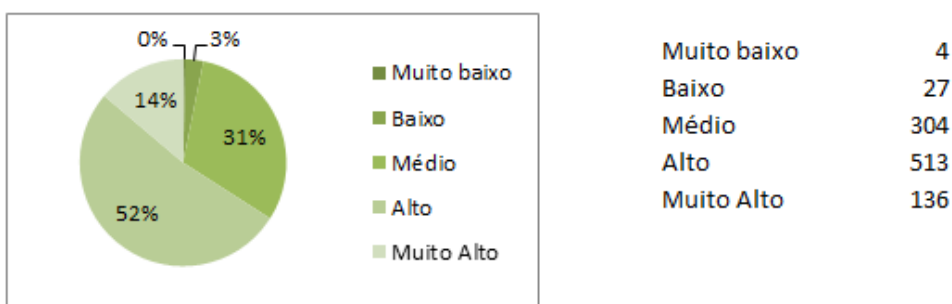 0%
3%
31%
52%
14%
Muito baixo
Baixo
Médio
Alto
Muito Alto
Muito baixo 4
Baixo 27
Médio 304
Alto 513
Muito Alto 136